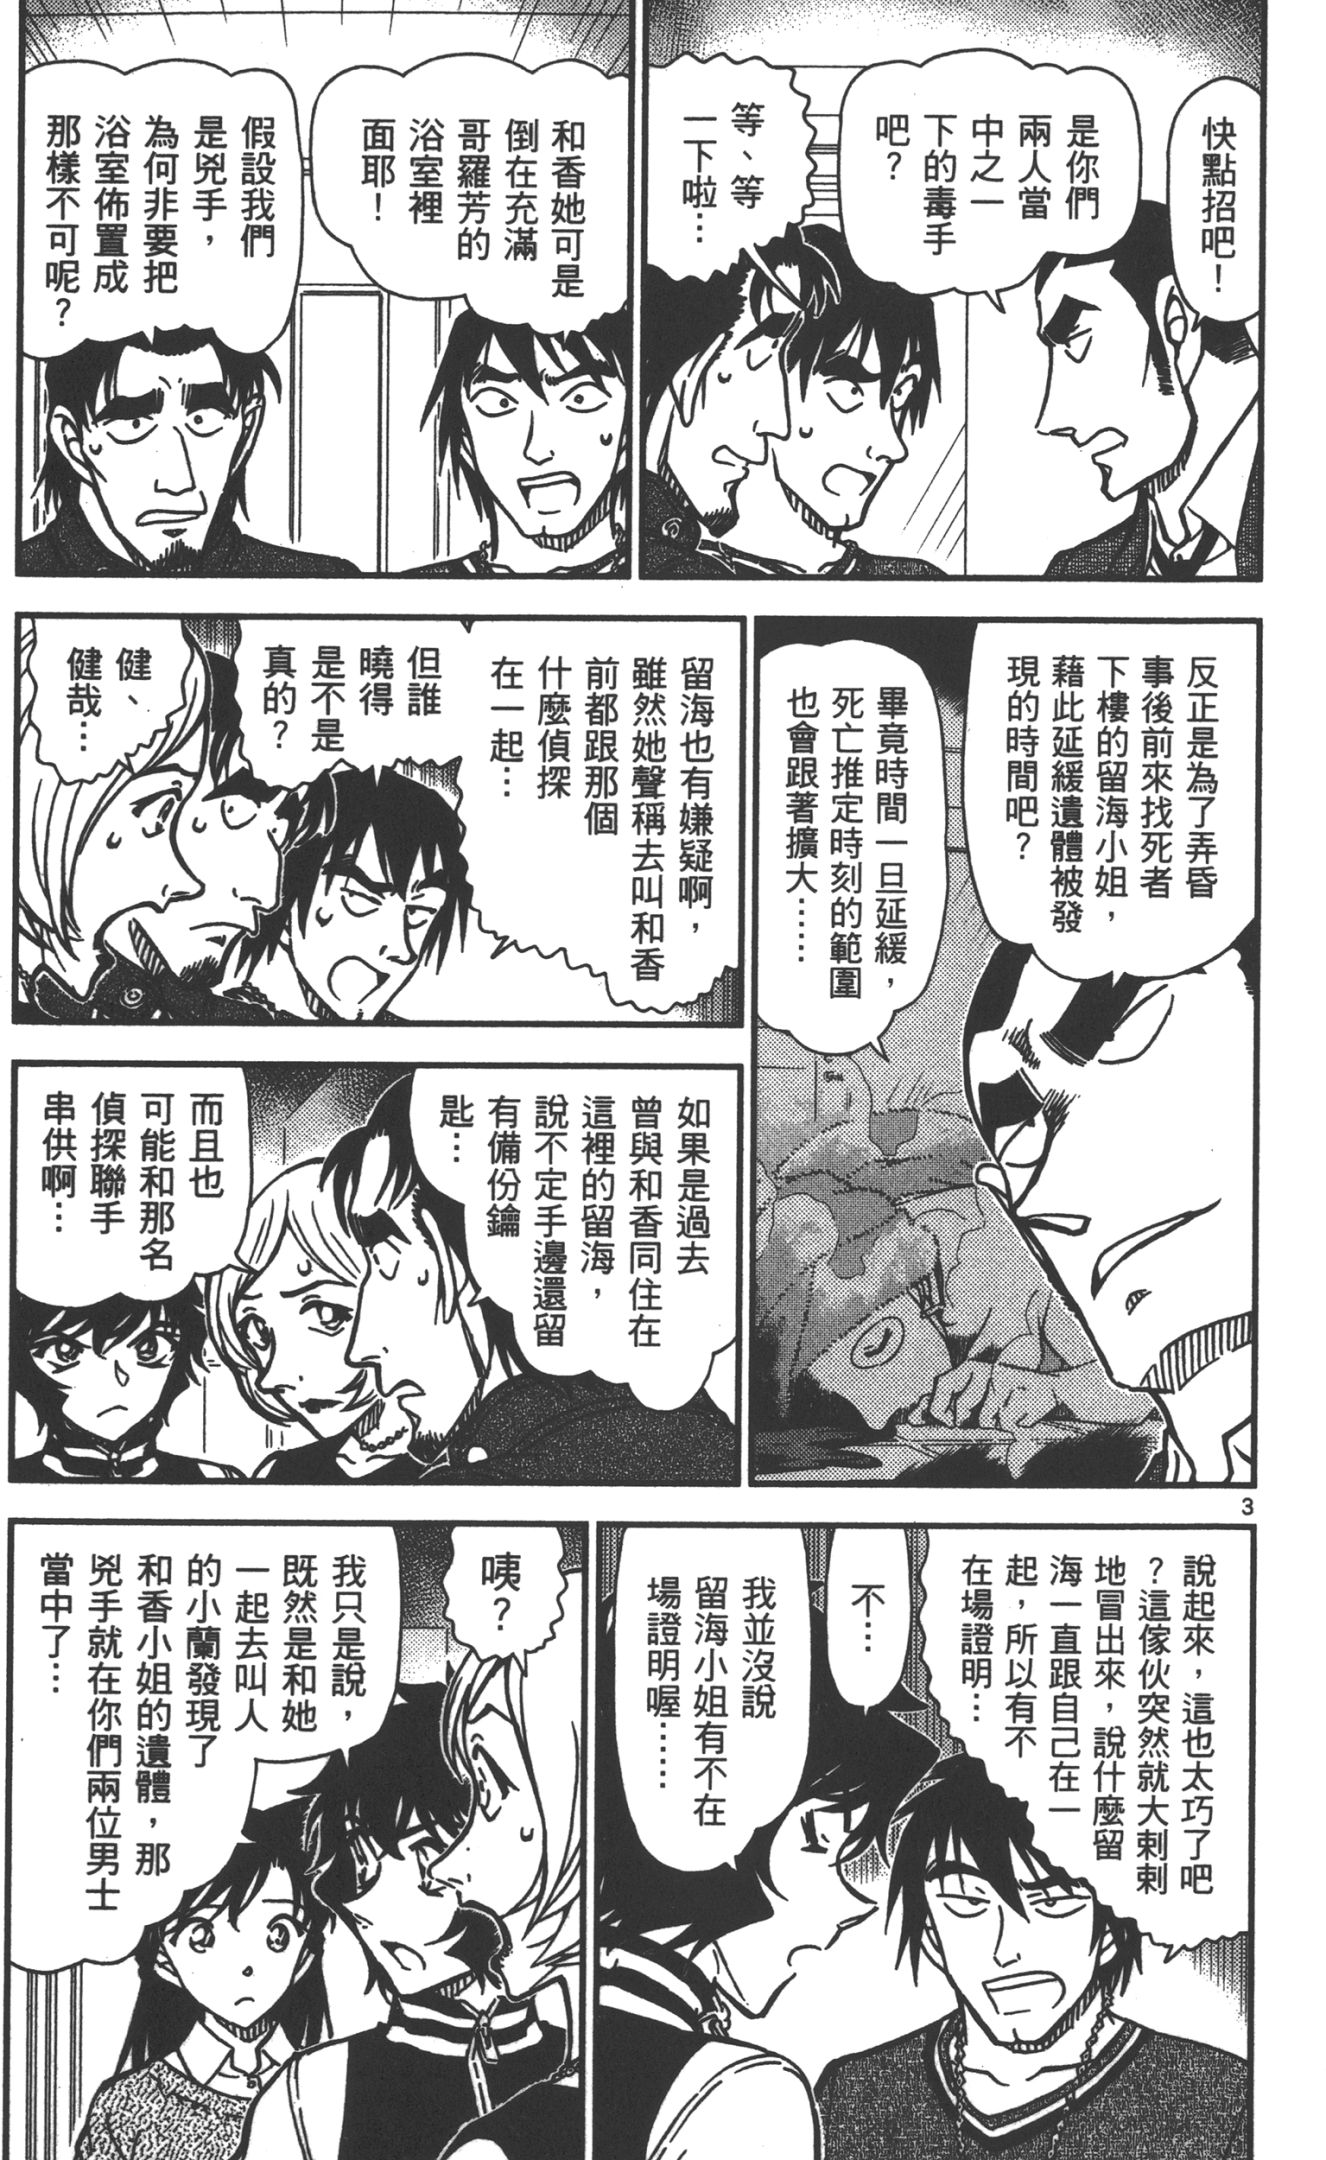 快點招吧！
是你們
兩人當
中之一
下的毒手
吧？
等、等
一下啦…
和香她可是
倒在充滿
哥羅芳的
浴室裡
面耶！
假設我們
是兇手，
為何非要把
浴室佈置成
那樣不可呢？
反正是為了弄昏
事後前來找死者
下樓的留海小姐，
藉此延緩遺體被發
現的時間吧？
畢竟時間一旦延緩，
死亡推定時刻的範圍
也會跟著擴大……
留海也有嫌疑啊，
雖然她聲稱去叫和香
前都跟那個
什麼偵探
在一起…
但誰
曉得
是不是
真的？
健、
健哉…
如果是過去
曾與和香同住在
這裡的留海，
說不定手邊還留
有備份鑰
匙…
而且也
可能和那名
偵探聯手
串供啊…
3
說起來，這也太巧了吧
？這傢伙突然就大剌剌
地冒出來，說什麼留
海一直跟自己在一
起，所以有不
在場證明…
不…
我並沒說
留海小姐有不在
場證明喔……
咦？
我只是說，
既然是和她
一起去叫人
的小蘭發現了
和香小姐的遺體，那
兇手就在你們兩位男士
當中了…